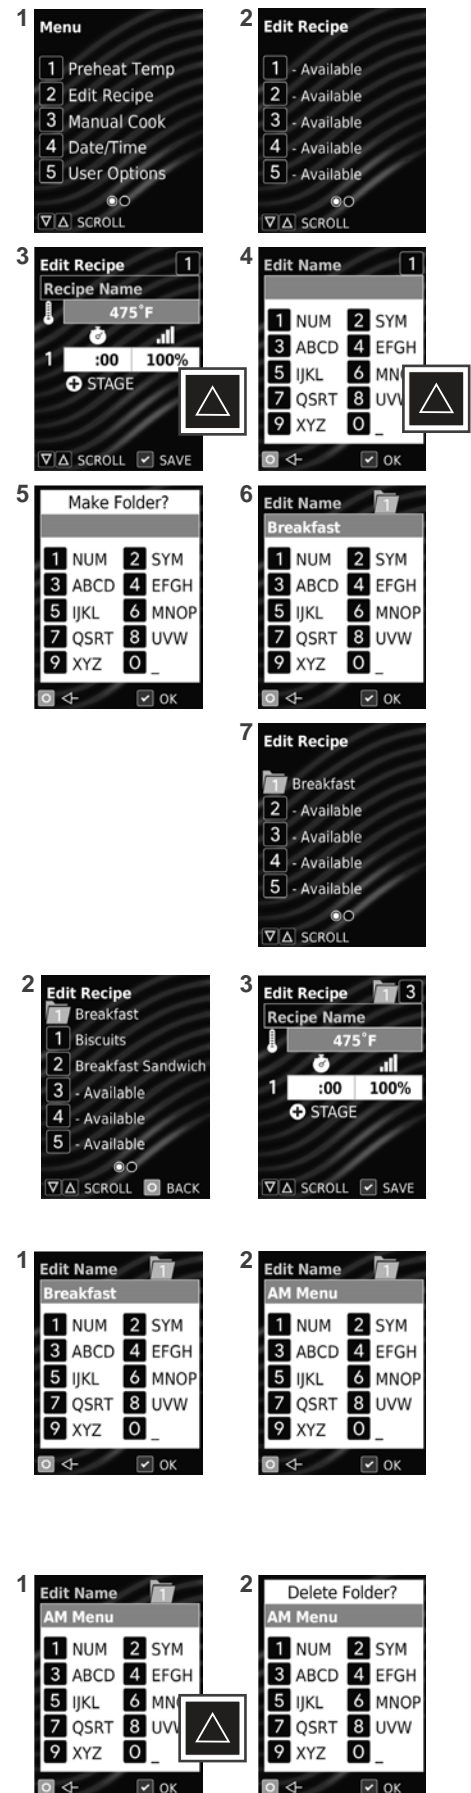 1
Menu
1 Preheat Temp
2 Edit Recipe
3 Manual Cook
4 Date/Time
5 User Options
SCROLL
2
Edit Recipe
1 - Available
2 - Available
3 - Available
4 - Available
5 - Available
SCROLL
3
Edit Recipe 1
Recipe Name
475°F
1 :00 100%
STAGE
SCROLL SAVE
4
Edit Name 1
1 NUM 2 SYM
3 ABCD 4 EFGH
5 IJKL 6 MN
7 QSRT 8 UV
9 XYZ 0 _
OK
5
Make Folder?
1 NUM 2 SYM
3 ABCD 4 EFGH
5 IJKL 6 MNOP
7 QSRT 8 UVW
9 XYZ 0 _
OK
6
Edit Name 1
Breakfast
1 NUM 2 SYM
3 ABCD 4 EFGH
5 IJKL 6 MNOP
7 QSRT 8 UVW
9 XYZ 0 _
OK
7
Edit Recipe
1 Breakfast
2 - Available
3 - Available
4 - Available
5 - Available
SCROLL
2
Edit Recipe
1 Breakfast
1 Biscuits
2 Breakfast Sandwich
3 - Available
4 - Available
5 - Available
SCROLL BACK
3
Edit Recipe 1 3
Recipe Name
475°F
1 :00 100%
STAGE
SCROLL SAVE
1
Edit Name 1
Breakfast
1 NUM 2 SYM
3 ABCD 4 EFGH
5 IJKL 6 MNOP
7 QSRT 8 UVW
9 XYZ 0 _
OK
2
Edit Name 1
AM Menu
1 NUM 2 SYM
3 ABCD 4 EFGH
5 IJKL 6 MNOP
7 QSRT 8 UVW
9 XYZ 0 _
OK
1
Edit Name 1
AM Menu
1 NUM 2 SYM
3 ABCD 4 EFGH
5 IJKL 6 MN
7 QSRT 8 UV
9 XYZ 0 _
OK
2
Delete Folder?
AM Menu
1 NUM 2 SYM
3 ABCD 4 EFGH
5 IJKL 6 MNOP
7 QSRT 8 UVW
9 XYZ 0 _
OK